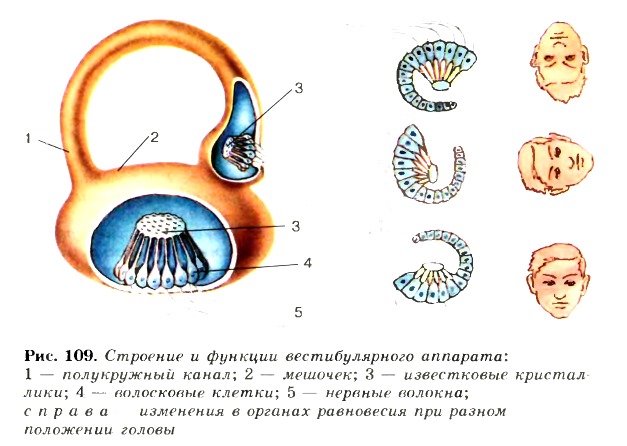 3
1
2
3
4
5
Рис. 109. Строение и функции вестибулярного аппарата:
1 — полукружный канал; 2 — мешочек; 3 — известковые кристал-
лики; 4 — волосковые клетки; 5 — нервные волокна;
справа изменения в органах равновесия при разном
положении головы